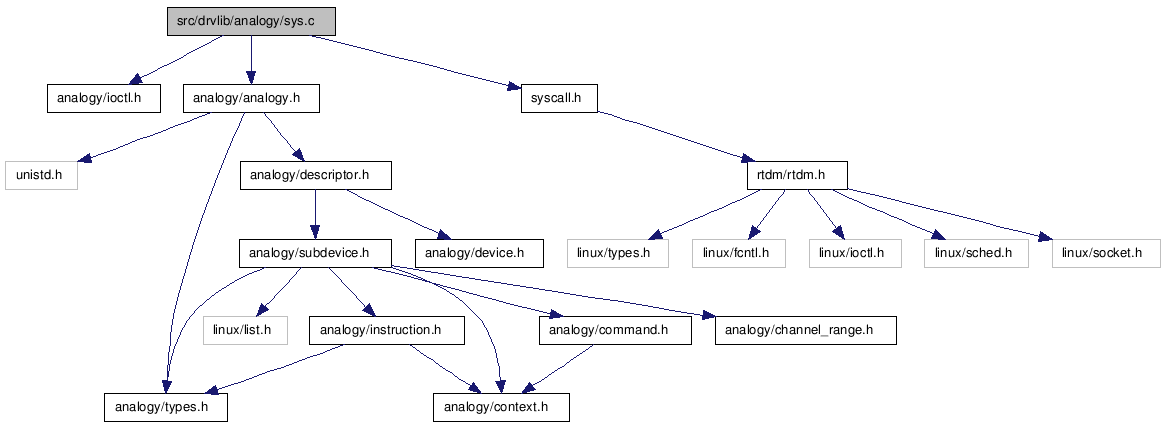 src/drvlib/analogy/sys.c
analogy/ioctl.h
analogy/analogy.h
syscall.h
unistd.h
analogy/descriptor.h
rtdm/rtdm.h
analogy/subdevice.h
analogy/device.h
linux/types.h
linux/fcntl.h
linux/ioctl.h
linux/sched.h
linux/socket.h
linux/list.h
analogy/instruction.h
analogy/command.h
analogy/channel_range.h
analogy/types.h
analogy/context.h